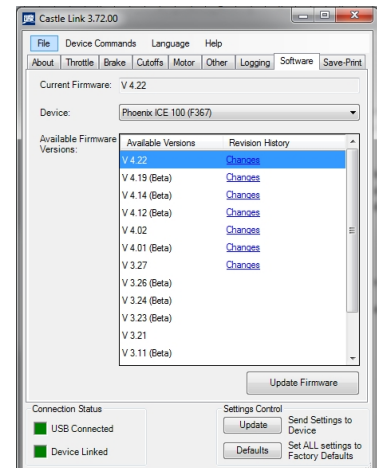 Castle Link 3.72.00
File Device Commands Language Help
About Throttle Brake Cutoffs Motor Other Logging Software Save-Print
Current Firmware: V 4.22
Device: Phoenix ICE 100 (F367)
Available Firmware Versions:
Available Versions Revision History
V 4.22 Changes
V 4.19 (Beta) Changes
V 4.14 (Beta) Changes
V 4.12 (Beta) Changes
V 4.02 Changes
V 4.01 (Beta) Changes
V 3.27 Changes
V 3.26 (Beta)
V 3.24 (Beta)
V 3.23 (Beta)
V 3.21
V 3.11 (Beta)
Update Firmware
Connection Status
USB Connected
Device Linked
Settings Control
Update Send Settings to Device
Defaults Set ALL settings to Factory Defaults